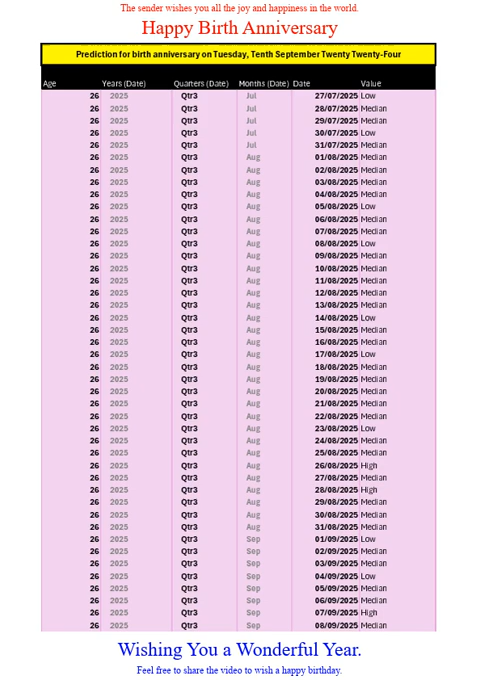 The sender wishes you all the joy and happiness in the world.
Happy Birth Anniversary
Prediction for birth anniversary on Tuesday, Tenth September Twenty Twenty-Four
Age Years (Date) Quarters (Date) Months (Date) Date Value
26 2025 Qtr3 Jul 27/07/2025 Low
26 2025 Qtr3 Jul 28/07/2025 Median
26 2025 Qtr3 Jul 29/07/2025 Median
26 2025 Qtr3 Jul 30/07/2025 Low
26 2025 Qtr3 Jul 31/07/2025 Median
26 2025 Qtr3 Aug 01/08/2025 Median
26 2025 Qtr3 Aug 02/08/2025 Median
26 2025 Qtr3 Aug 03/08/2025 Median
26 2025 Qtr3 Aug 04/08/2025 Median
26 2025 Qtr3 Aug 05/08/2025 Low
26 2025 Qtr3 Aug 06/08/2025 Median
26 2025 Qtr3 Aug 07/08/2025 Median
26 2025 Qtr3 Aug 08/08/2025 Low
26 2025 Qtr3 Aug 09/08/2025 Median
26 2025 Qtr3 Aug 10/08/2025 Median
26 2025 Qtr3 Aug 11/08/2025 Median
26 2025 Qtr3 Aug 12/08/2025 Median
26 2025 Qtr3 Aug 13/08/2025 Median
26 2025 Qtr3 Aug 14/08/2025 Low
26 2025 Qtr3 Aug 15/08/2025 Median
26 2025 Qtr3 Aug 16/08/2025 Median
26 2025 Qtr3 Aug 17/08/2025 Low
26 2025 Qtr3 Aug 18/08/2025 Median
26 2025 Qtr3 Aug 19/08/2025 Median
26 2025 Qtr3 Aug 20/08/2025 Median
26 2025 Qtr3 Aug 21/08/2025 Median
26 2025 Qtr3 Aug 22/08/2025 Median
26 2025 Qtr3 Aug 23/08/2025 Low
26 2025 Qtr3 Aug 24/08/2025 Median
26 2025 Qtr3 Aug 25/08/2025 Median
26 2025 Qtr3 Aug 26/08/2025 High
26 2025 Qtr3 Aug 27/08/2025 Median
26 2025 Qtr3 Aug 28/08/2025 High
26 2025 Qtr3 Aug 29/08/2025 Median
26 2025 Qtr3 Aug 30/08/2025 Median
26 2025 Qtr3 Aug 31/08/2025 Median
26 2025 Qtr3 Sep 01/09/2025 Low
26 2025 Qtr3 Sep 02/09/2025 Median
26 2025 Qtr3 Sep 03/09/2025 Median
26 2025 Qtr3 Sep 04/09/2025 Low
26 2025 Qtr3 Sep 05/09/2025 Median
26 2025 Qtr3 Sep 06/09/2025 Median
26 2025 Qtr3 Sep 07/09/2025 High
26 2025 Qtr3 Sep 08/09/2025 Median
Wishing You a Wonderful Year.
Feel free to share the video to wish a happy birthday.